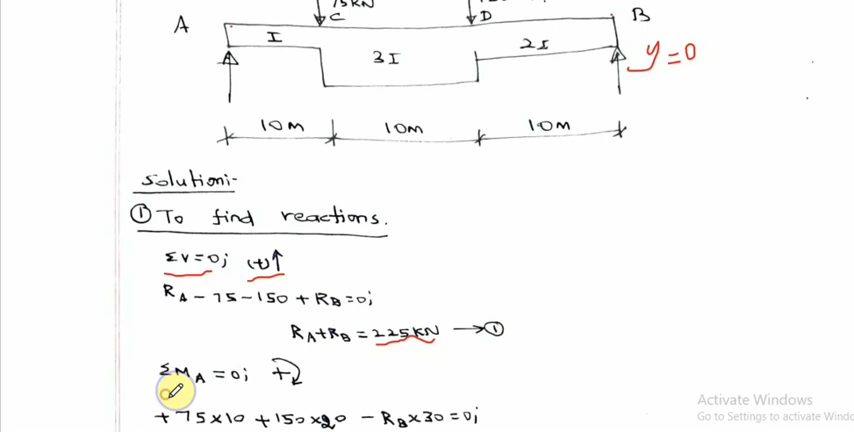 75KN
C
D
A
B
I
3I
2I
y=0
10M
10M
10M
Solution:-
① To find reactions.
ΣV=0; (+)↑
RA-75-150+RB=0;
RA+RB=225KN →①
ΣMA=0; +
+75×10+150×20-RB×30=0;
Activate Windows
Go to Settings to activate Windo